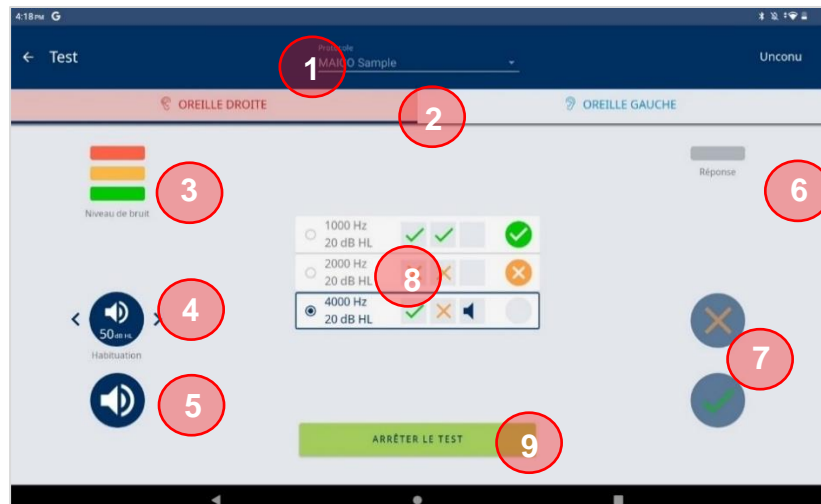 4:18 PM G
Protocole
← Test
1
MAICO Sample
Unconu
OREILLE DROITE
2
OREILLE GAUCHE
3
Niveau de bruit
Réponse
6
1000 Hz
20 dB HL
2000 Hz
20 dB HL
8
4000 Hz
20 dB HL
4
50 dB HL
Habituation
7
5
ARRÊTER LE TEST
9